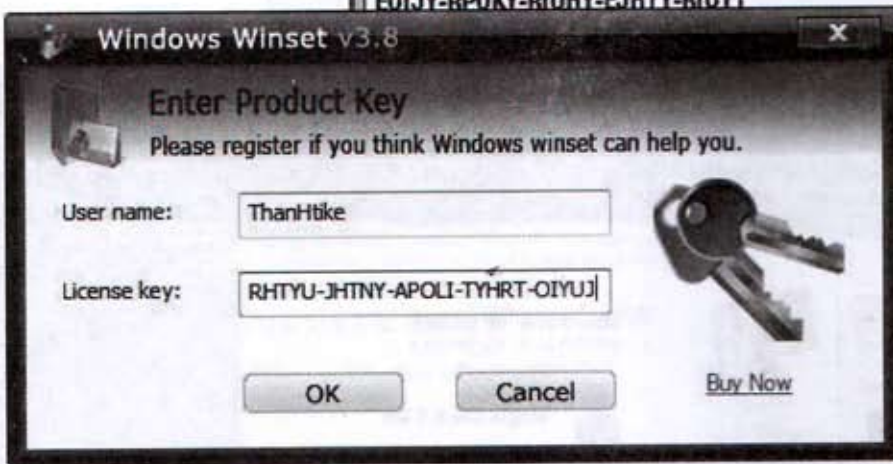 Windows Winset v3.8
X
Enter Product Key
Please register if you think Windows winset can help you.
User name:
ThanHtike
License key:
RHTYU-JHTNY-APOLI-TYHRT-OIYUJ
OK
Cancel
Buy Now